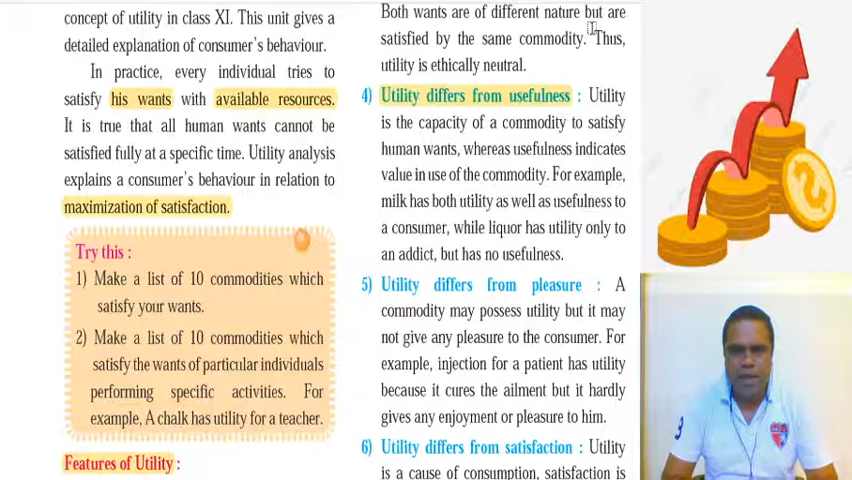 concept of utility in class XI. This unit gives a
detailed explanation of consumer's behaviour.
In practice, every individual tries to
satisfy his wants with available resources.
It is true that all human wants cannot be
satisfied fully at a specific time. Utility analysis
explains a consumer's behaviour in relation to
maximization of satisfaction.
Try this :
1) Make a list of 10 commodities which
satisfy your wants.
2) Make a list of 10 commodities which
satisfy the wants of particular individuals
performing specific activities. For
example, A chalk has utility for a teacher.
Features of Utility :
Both wants are of different nature but are
satisfied by the same commodity. Thus,
utility is ethically neutral.
4) Utility differs from usefulness : Utility
is the capacity of a commodity to satisfy
human wants, whereas usefulness indicates
value in use of the commodity. For example,
milk has both utility as well as usefulness to
a consumer, while liquor has utility only to
an addict, but has no usefulness.
5) Utility differs from pleasure : A
commodity may possess utility but it may
not give any pleasure to the consumer. For
example, injection for a patient has utility
because it cures the ailment but it hardly
gives any enjoyment or pleasure to him.
6) Utility differs from satisfaction : Utility
is a cause of consumption, satisfaction is
9